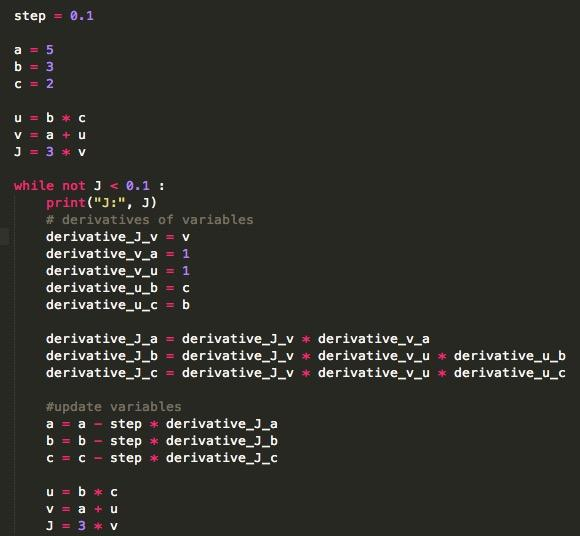 step = 0.1
a = 5
b = 3
c = 2
u = b * c
v = a + u
J = 3 * v
while not J < 0.1 :
print("J:", J)
# derivatives of variables
derivative_J_v = v
derivative_v_a = 1
derivative_v_u = 1
derivative_u_b = c
derivative_u_c = b
derivative_J_a = derivative_J_v * derivative_v_a
derivative_J_b = derivative_J_v * derivative_v_u * derivative_u_b
derivative_J_c = derivative_J_v * derivative_v_u * derivative_u_c
#update variables
a = a - step * derivative_J_a
b = b - step * derivative_J_b
c = c - step * derivative_J_c
u = b * c
v = a + u
J = 3 * v